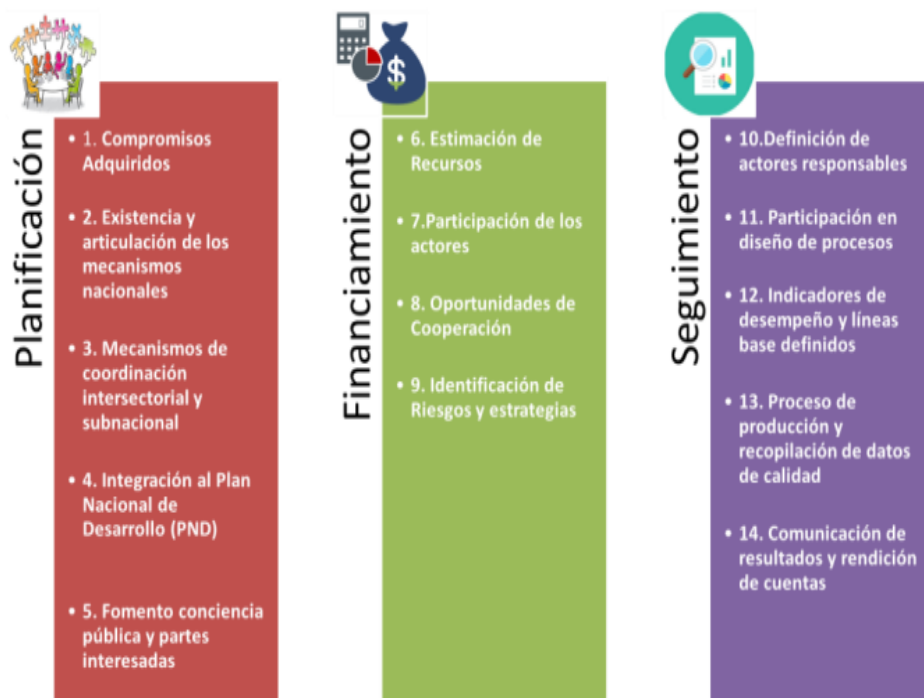 Planificación
• 1. Compromisos
Adquiridos
• 2. Existencia y
articulación de los
mecanismos
nacionales
• 3. Mecanismos de
coordinación
intersectorial y
subnacional
• 4. Integración al Plan
Nacional de
Desarrollo (PND)
• 5. Fomento conciencia
pública y partes
interesadas
$
Financiamiento
• 6. Estimación de
Recursos
• 7.Participación de los
actores
• 8. Oportunidades de
Cooperación
• 9. Identificación de
Riesgos y estrategias
Seguimiento
• 10.Definición de
actores responsables
• 11. Participación en
diseño de procesos
• 12. Indicadores de
desempeño y líneas
base definidos
• 13. Proceso de
producción y
recopilación de datos
de calidad
• 14. Comunicación de
resultados y rendición
de cuentas